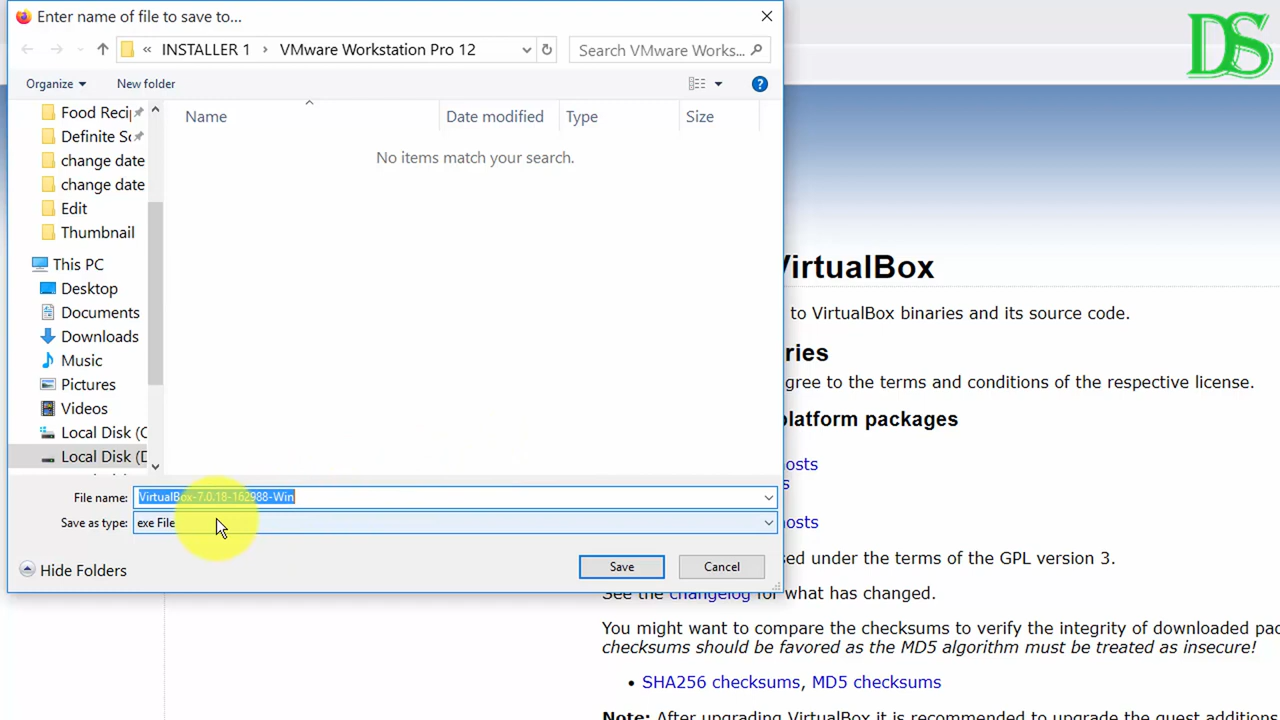 Enter name of file to save to...
« INSTALLER 1 › VMware Workstation Pro 12
Search VMware Works...
DS
Organize
New folder
?
Name
Date modified
Type
Size
No items match your search.
Food Reci
Definite Sc
change date
change date
Edit
Thumbnail
This PC
Desktop
Documents
Downloads
Music
Pictures
Videos
Local Disk (C
Local Disk (D
File name: VirtualBox-7.0.18-162988-Win
Save as type: exe File
Hide Folders
Save
Cancel
VirtualBox
to VirtualBox binaries and its source code.
ries
gree to the terms and conditions of the respective license.
platform packages
osts
s
osts
sed under the terms of the GPL version 3.
See the changelog for what has changed.
You might want to compare the checksums to verify the integrity of downloaded pac
checksums should be favored as the MD5 algorithm must be treated as insecure!
• SHA256 checksums, MD5 checksums
Note: After upgrading VirtualBox it is recommended to upgrade the guest additions